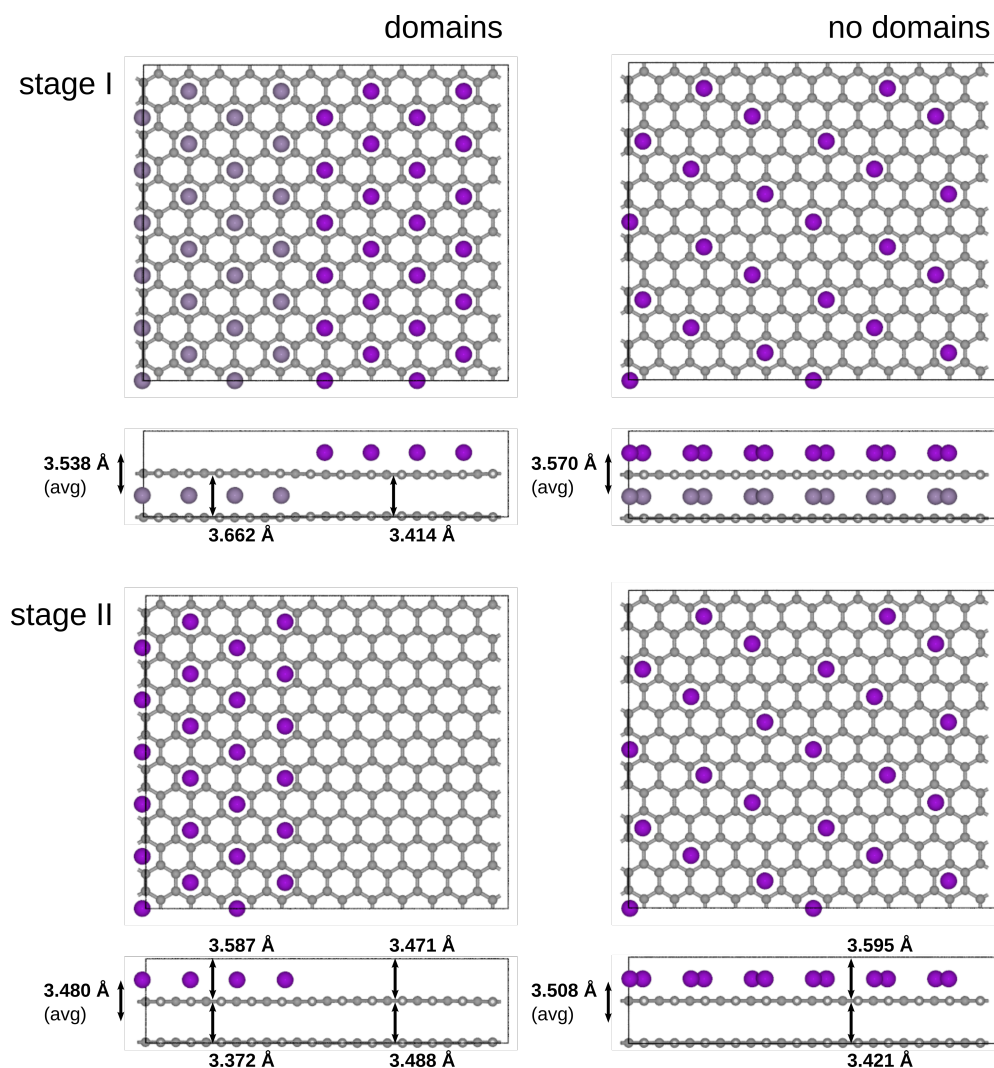 domains
no domains
stage I
3.538 Å
(avg)
3.662 Å
3.414 Å
3.570 Å
(avg)
stage II
3.587 Å
3.471 Å
3.480 Å
(avg)
3.372 Å
3.488 Å
3.595 Å
3.508 Å
(avg)
3.421 Å